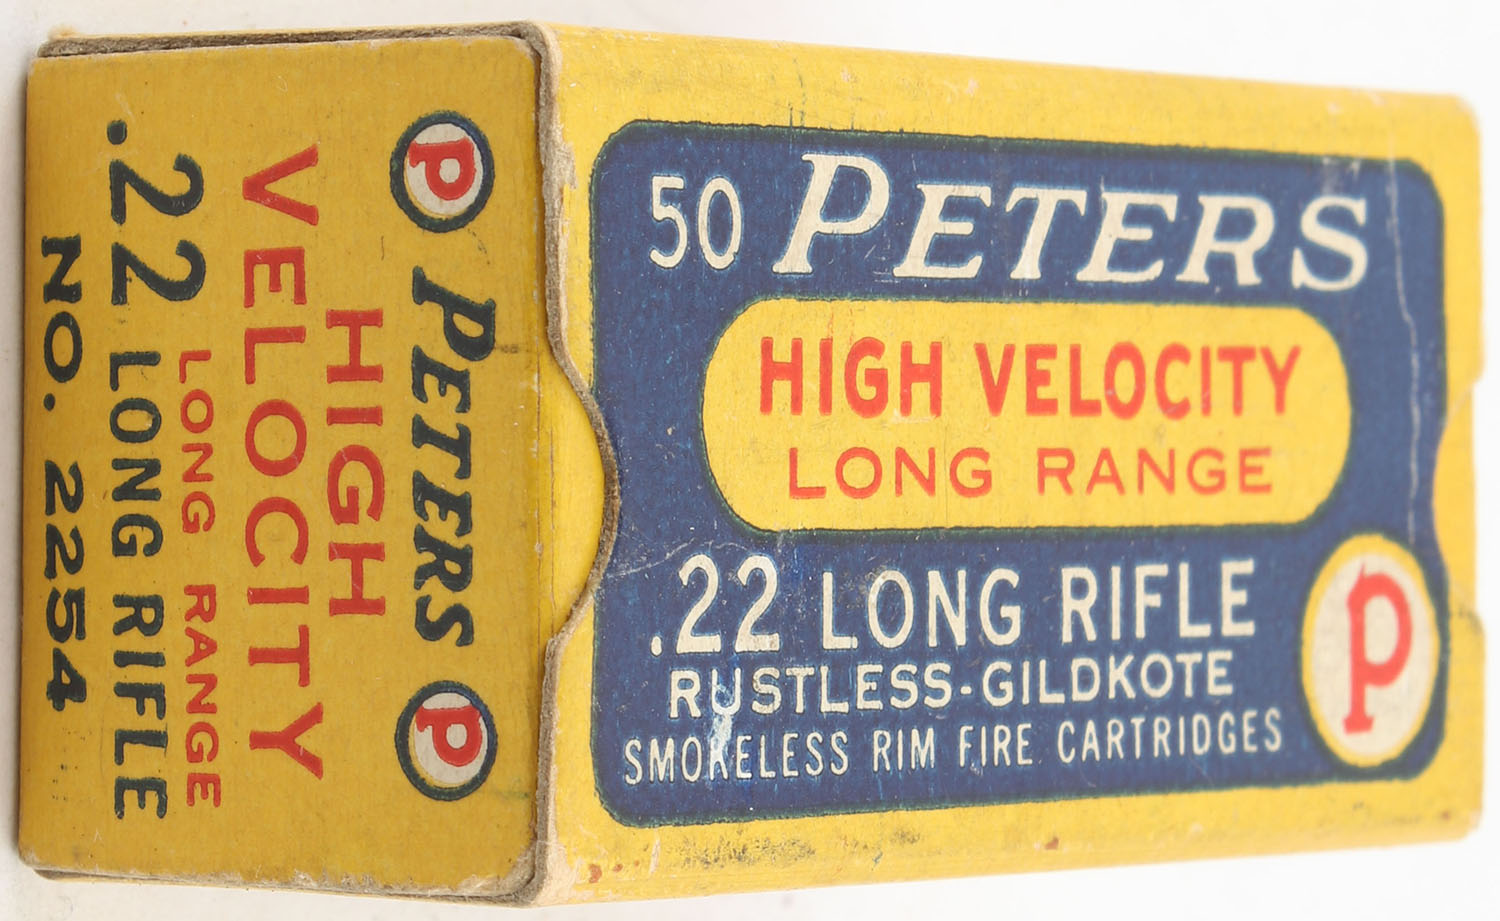 50 PETERS
HIGH VELOCITY
LONG RANGE
.22 LONG RIFLE
RUSTLESS-GILDKOTE
SMOKELESS RIM FIRE CARTRIDGES
P
P PETERS P
HIGH
VELOCITY
LONG RANGE
.22 LONG RIFLE
NO. 2254